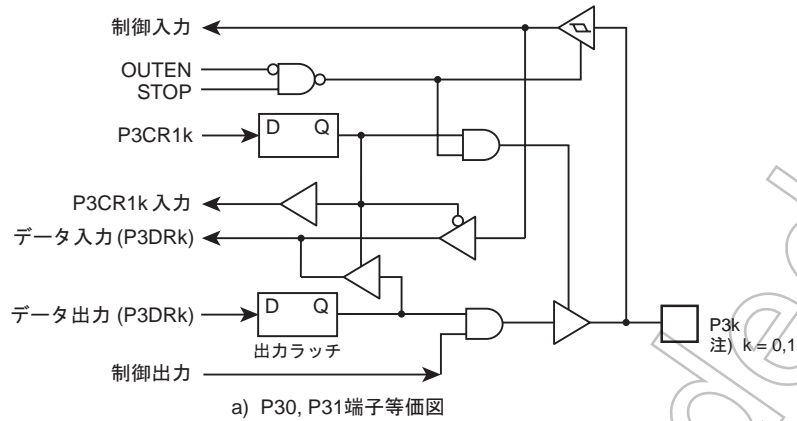 制御入力
OUTEN
STOP
P3CR1k
D Q
P3CR1k 入力
データ入力 (P3DRk)
データ出力 (P3DRk)
D Q
出力ラッチ
P3k
注) k = 0,1
制御出力
a) P30, P31端子等価図